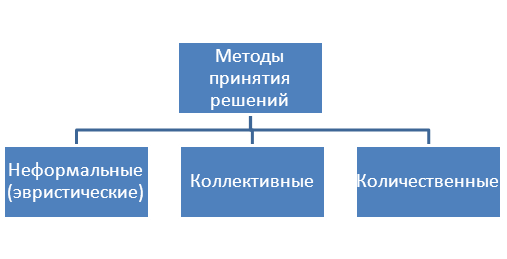 Методы
принятия
решений
Неформальные
(эвристические)
Коллективные
Количественные